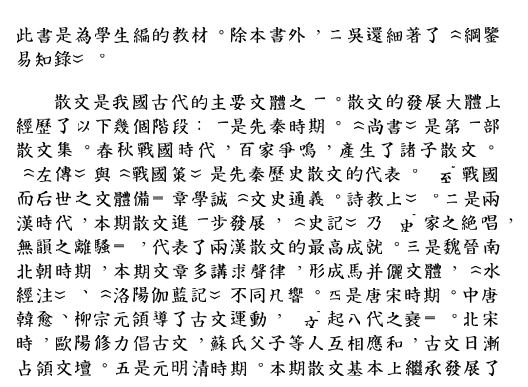 此書是為學生編的教材。除本書外，二吳還細著了《綱鑒
易知錄》。
散文是我國古代的主要文體之一。散文的發展大體上
經歷了以下幾個階段：一是先秦時期。《尚書》是第一部
散文集。春秋戰國時代，百家爭鳴，產生了諸子散文。
《左傳》與《戰國策》是先秦歷史散文的代表。“至戰國
而后世之文體備”章學誠《文史通義。詩教上》。二是兩
漢時代，本期散文進一步發展，《史記》乃“史家之絕唱，
無韻之離騷”，代表了兩漢散文的最高成就。三是魏晉南
北朝時期，本期文章多講求聲律，形成馬并儷文體，《水
經注》、《洛陽伽藍記》不同凡響。四是唐宋時期。中唐
韓愈、柳宗元領導了古文運動，“文起八代之衰”。北宋
時，歐陽修力倡古文，蘇氏父子等人互相應和，古文日漸
占領文壇。五是元明清時期。本期散文基本上繼承發展了